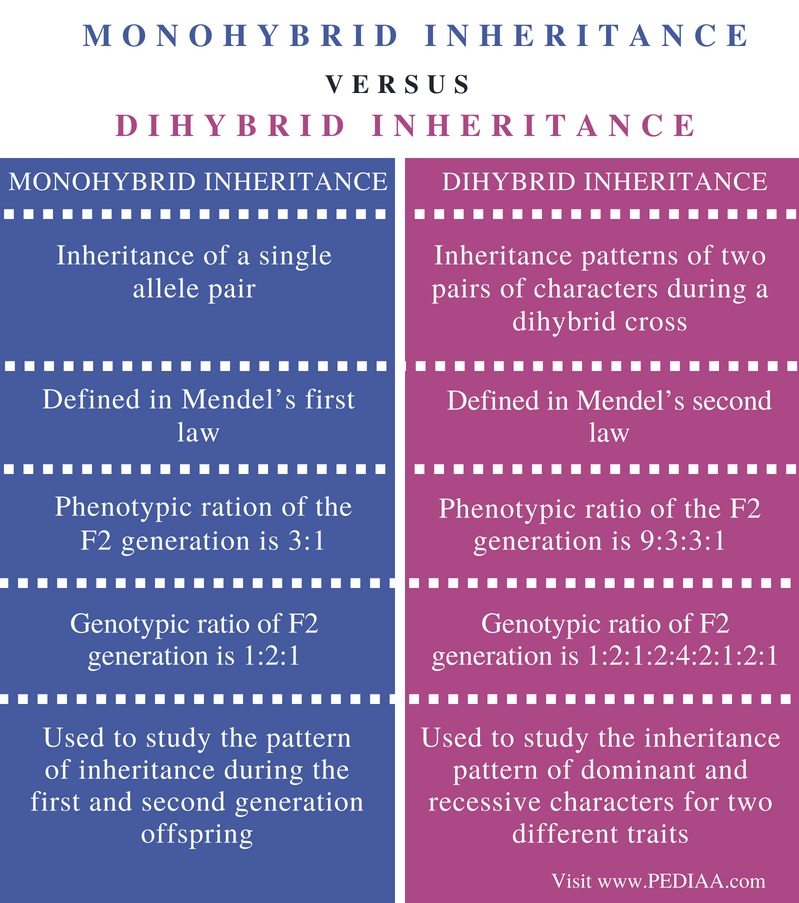 MONOHYBRID INHERITANCE
VERSUS
DIHYBRID INHERITANCE
MONOHYBRID INHERITANCE
Inheritance of a single
allele pair
Defined in Mendel's first
law
Phenotypic ration of the
F2 generation is 3:1
Genotypic ratio of F2
generation is 1:2:1
Used to study the pattern
of inheritance during the
first and second generation
offspring
DIHYBRID INHERITANCE
Inheritance patterns of two
pairs of characters during a
dihybrid cross
Defined in Mendel's second
law
Phenotypic ratio of the F2
generation is 9:3:3:1
Genotypic ratio of F2
generation is 1:2:1:2:4:2:1:2:1
Used to study the inheritance
pattern of dominant and
recessive characters for two
different traits
Visit www.PEDIAA.com